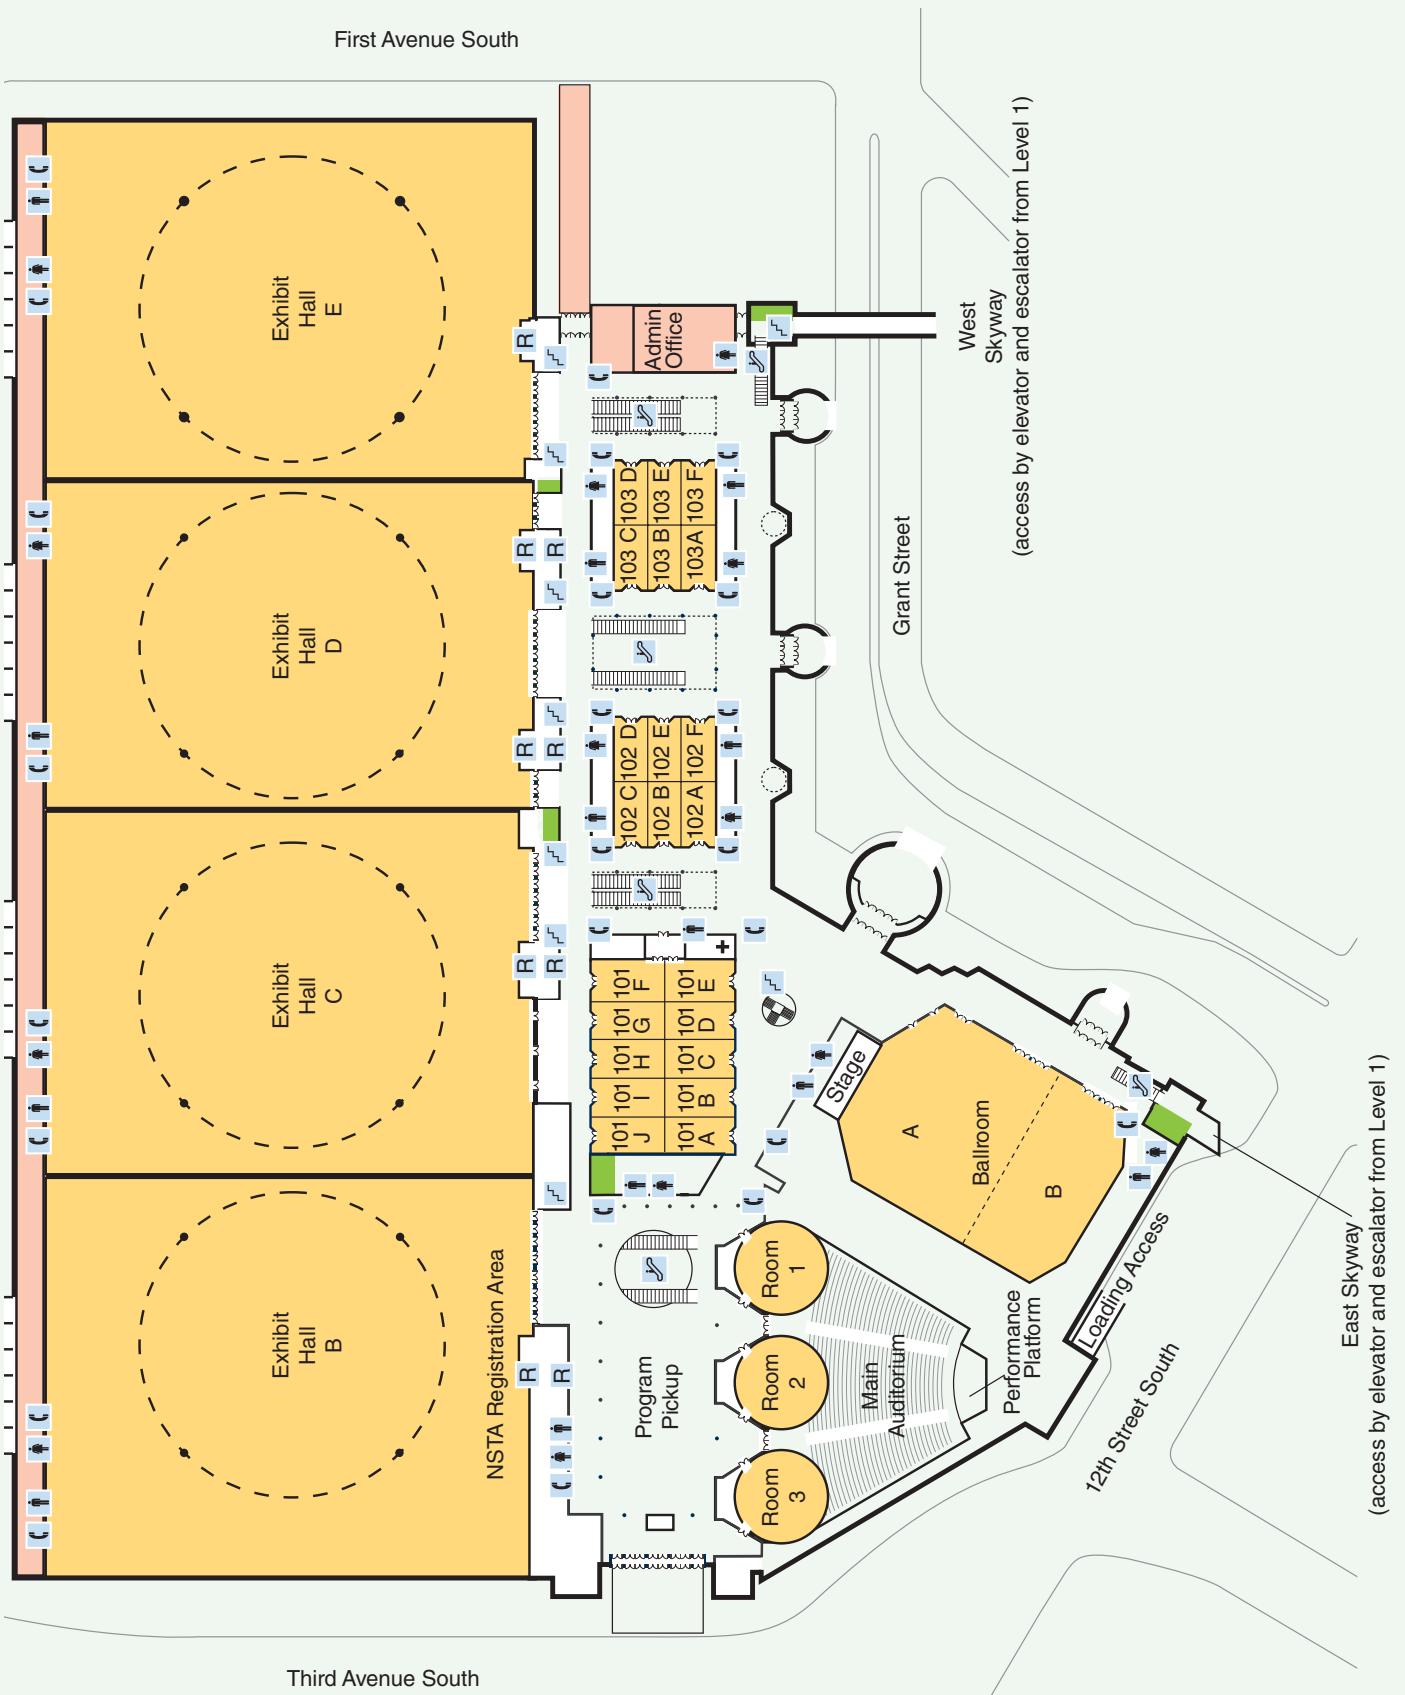 First Avenue South
Exhibit
Hall
E
R
Admin
Office
West
Skyway
(access by elevator and escalator from Level 1)
103 C
103 D
103 B
103 E
103A
103 F
Grant Street
Exhibit
Hall
D
R
R
R
R
102 C
102 D
102 B
102 E
102 A
102 F
Exhibit
Hall
C
R
R
101
F
101
G
101
H
101
I
101
J
101
E
101
D
101
C
101
B
101
A
Stage
A
Ballroom
B
Exhibit
Hall
B
NSTA Registration Area
R
R
Program
Pickup
Room
1
Room
2
Room
3
Main
Auditorium
Performance
Platform
Loading Access
12th Street South
East Skyway
(access by elevator and escalator from Level 1)
Third Avenue South